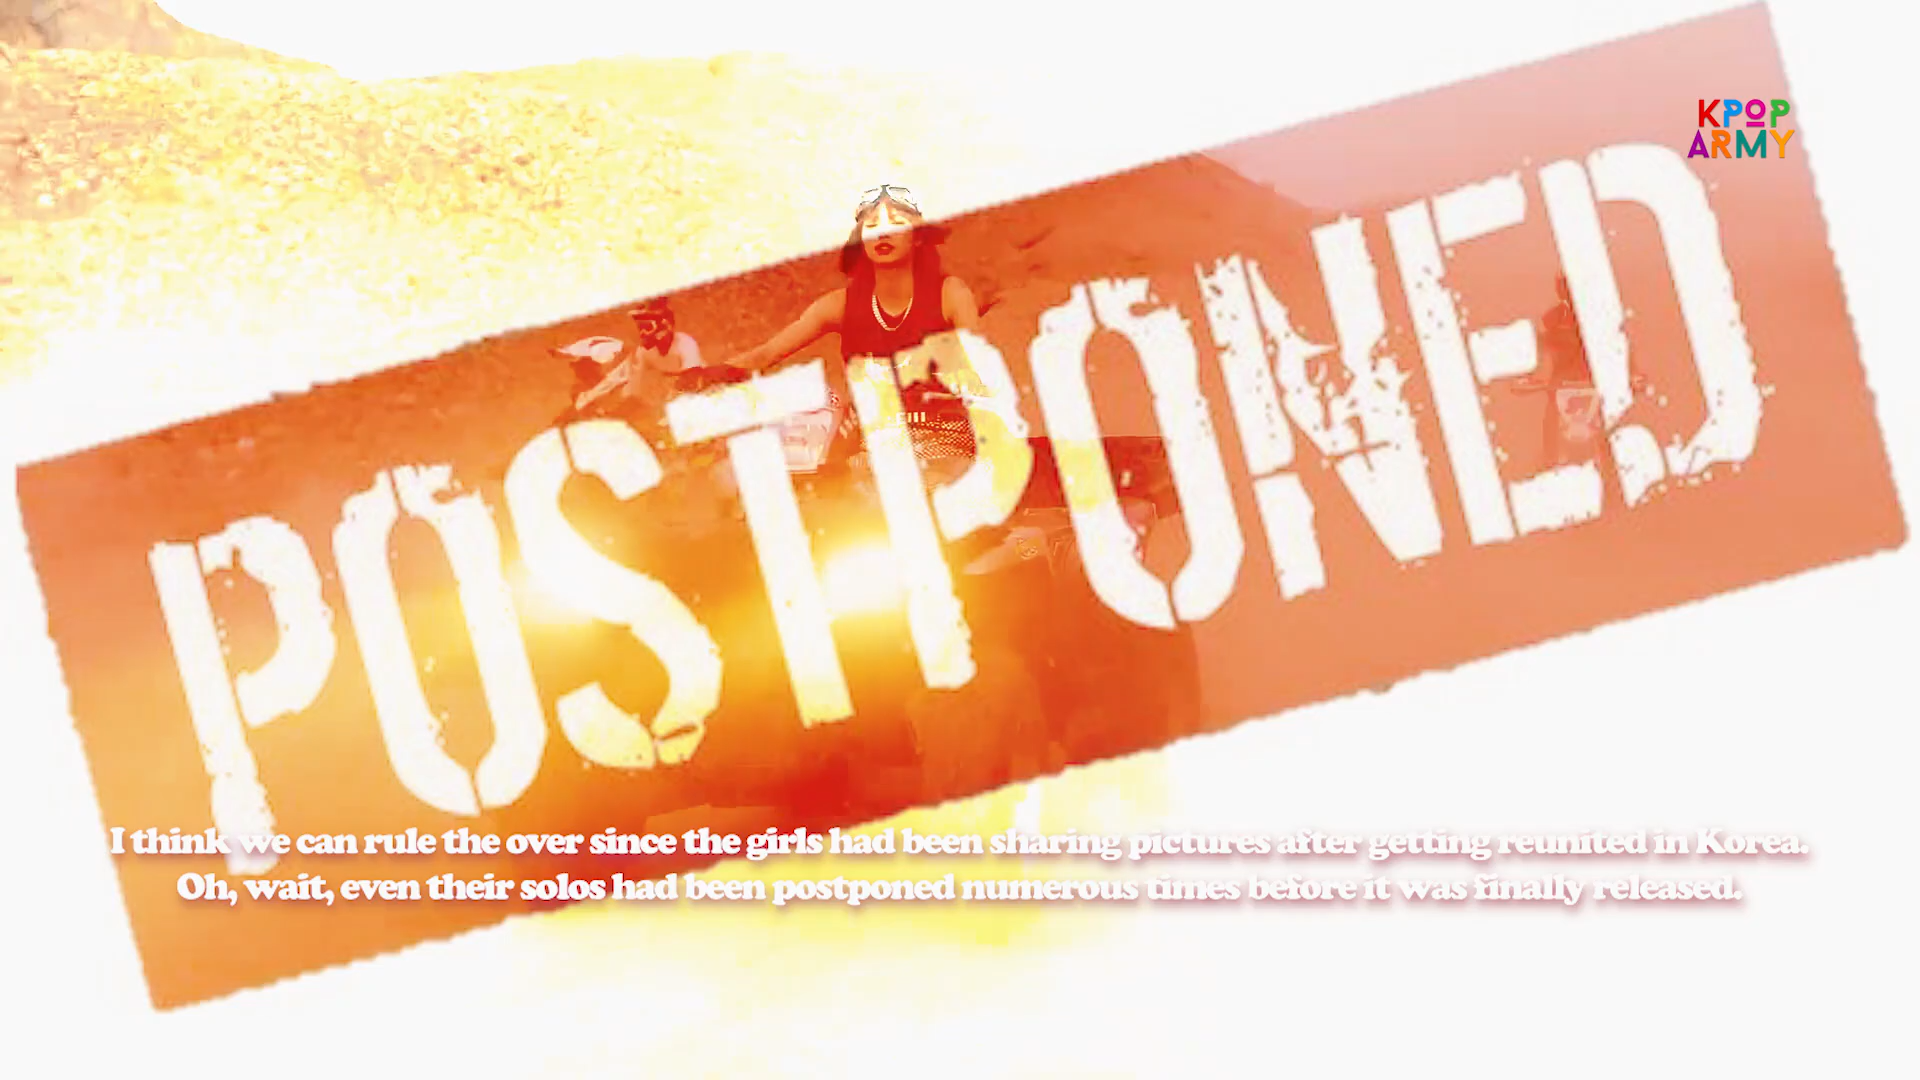 KPOP
ARMY
POSTPONED
I think we can rule the over since the girls had been sharing pictures after getting reunited in Korea.
Oh, wait, even their solos had been postponed numerous times before it was finally released.